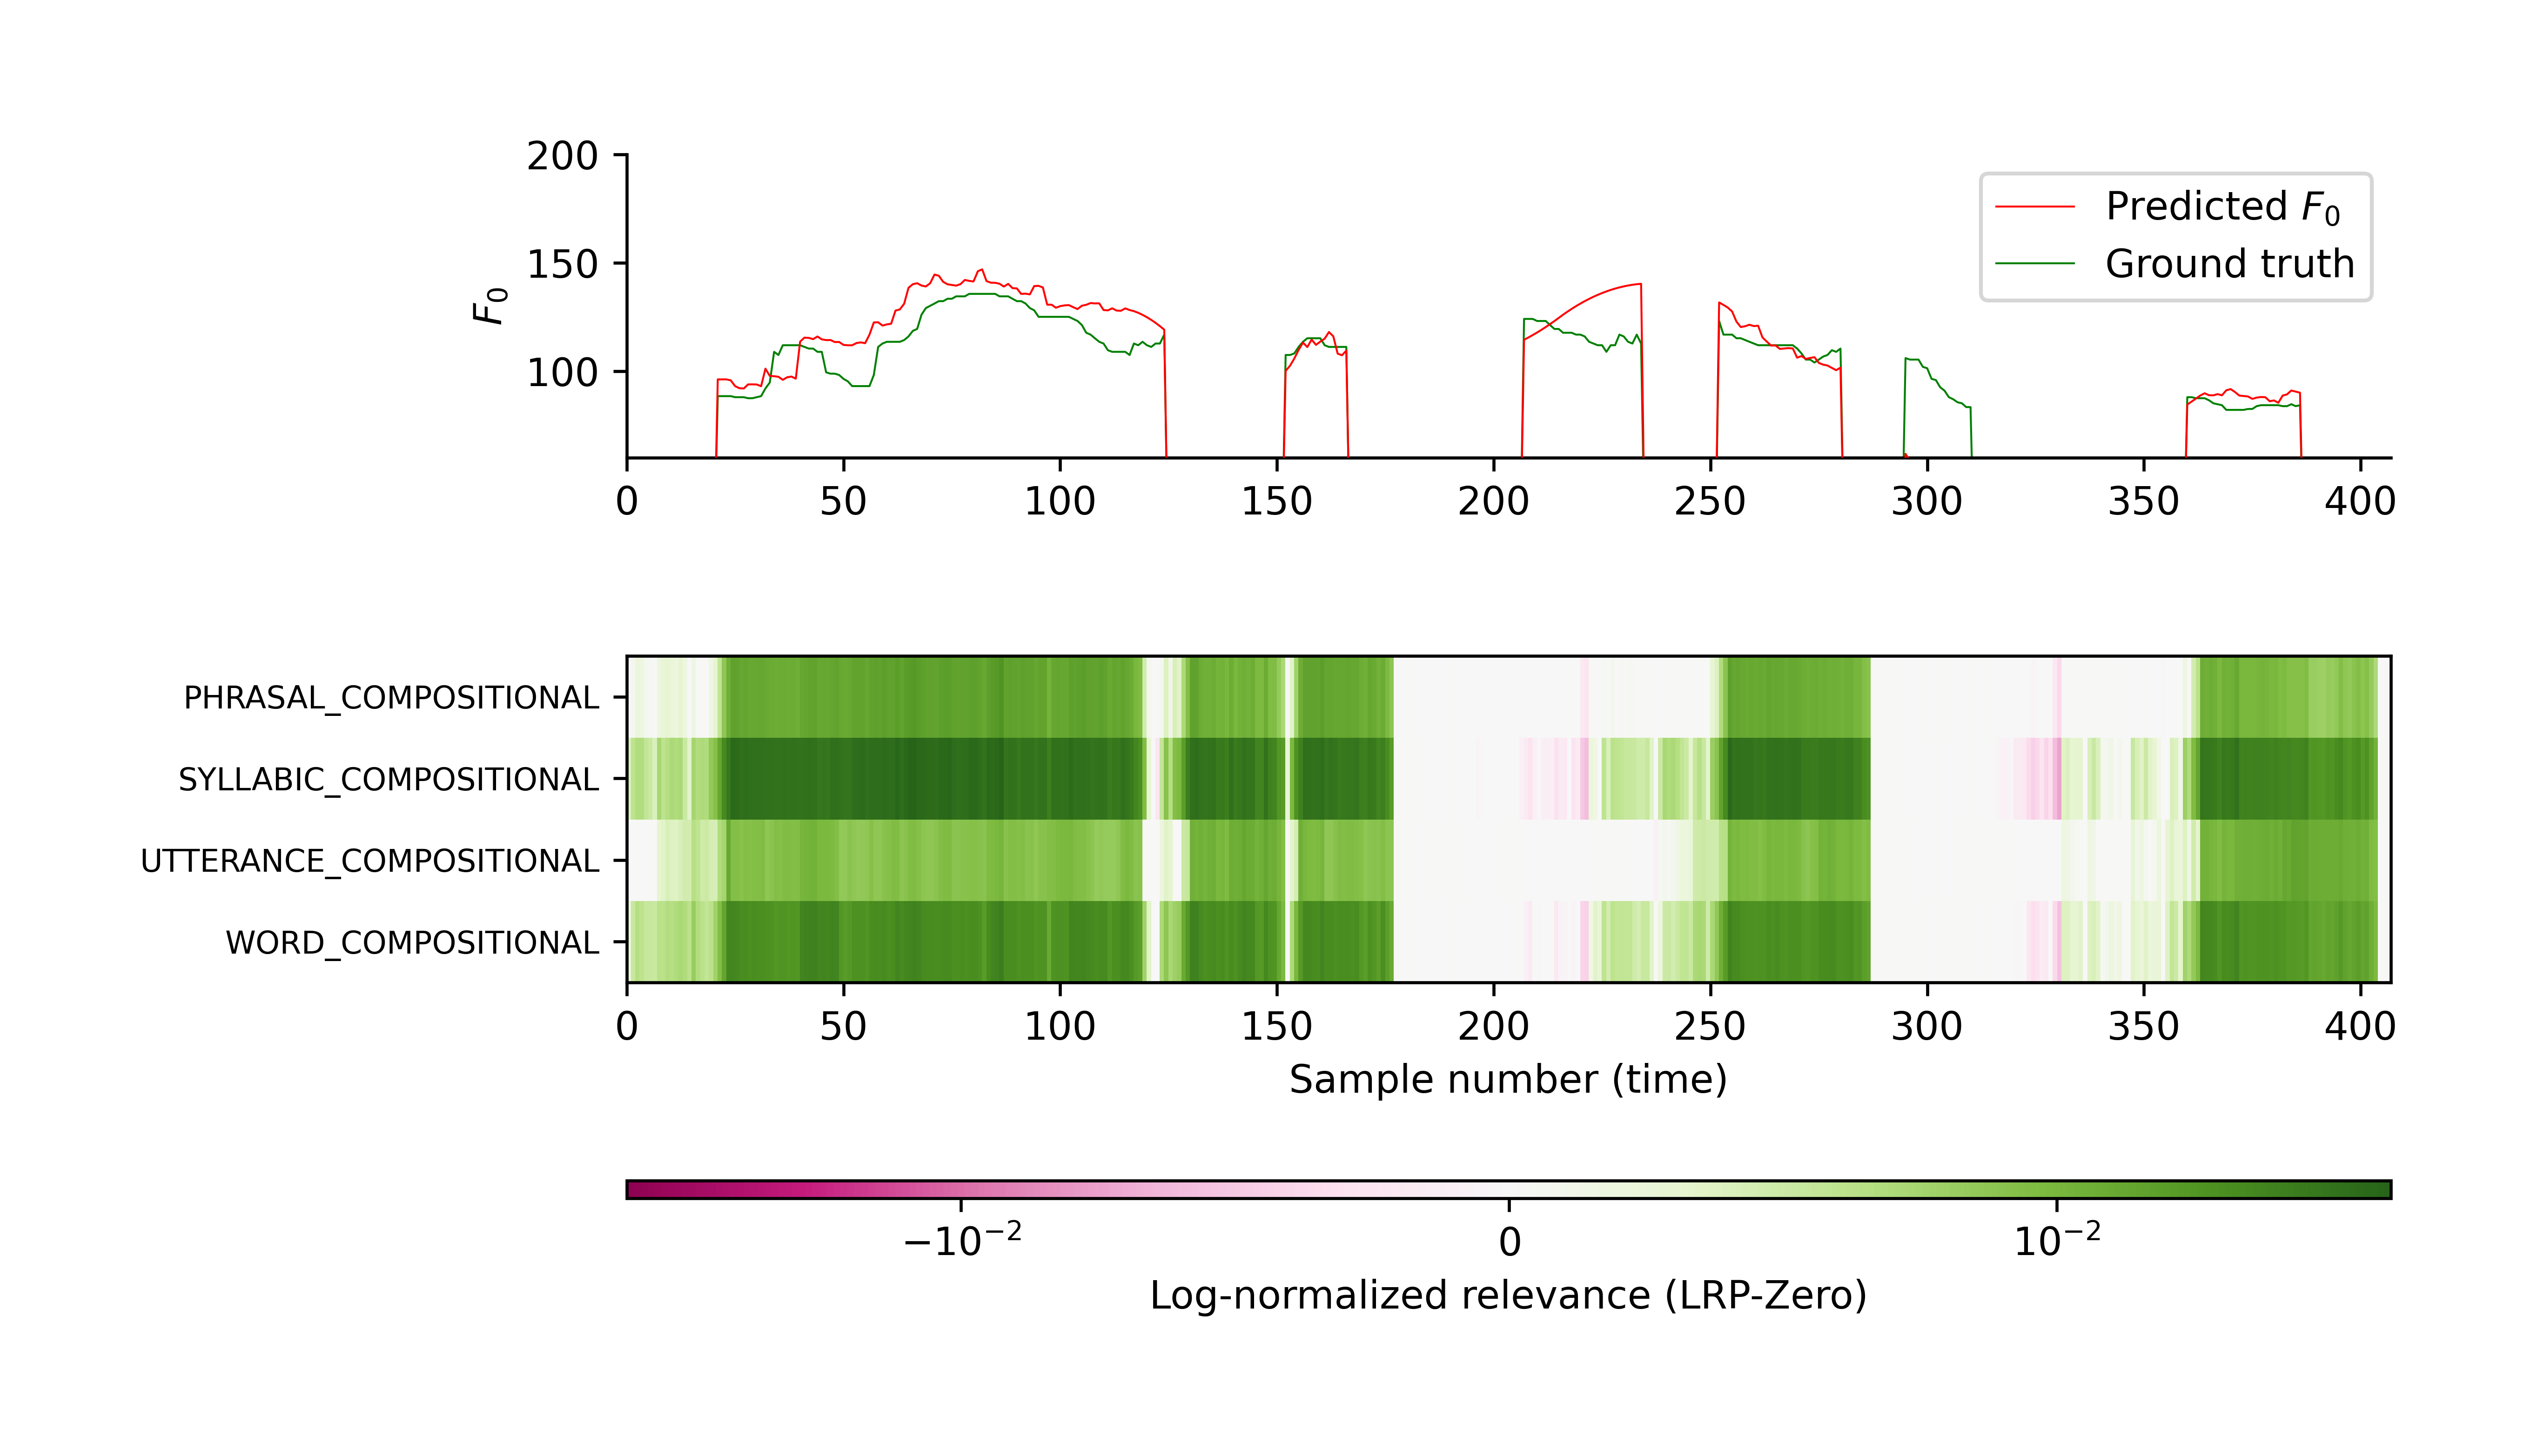 200
150
100
F₀
Predicted F₀
Ground truth
0 50 100 150 200 250 300 350 400
PHRASAL_COMPOSITIONAL
SYLLABIC_COMPOSITIONAL
UTTERANCE_COMPOSITIONAL
WORD_COMPOSITIONAL
0 50 100 150 200 250 300 350 400
Sample number (time)
−10⁻² 0 10⁻²
Log-normalized relevance (LRP-Zero)